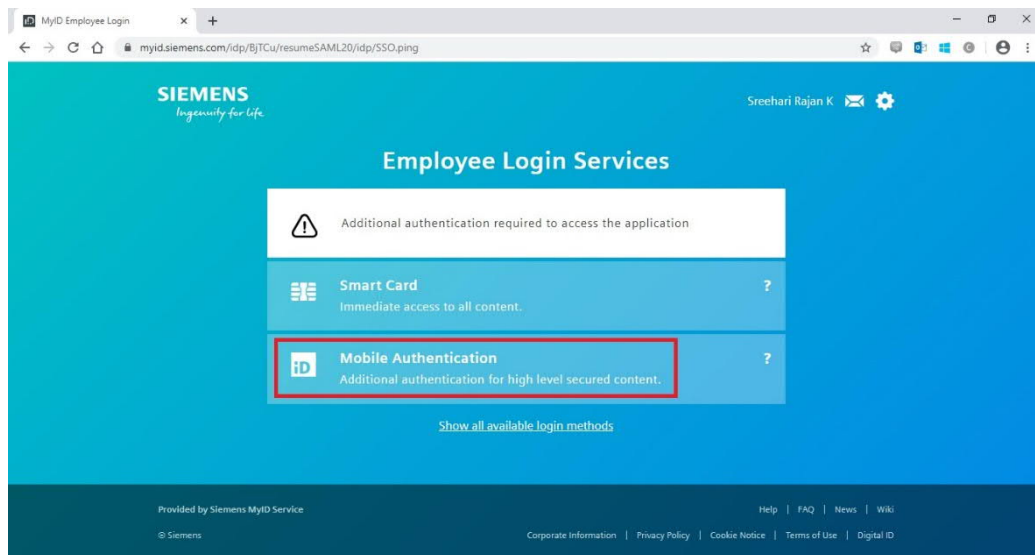 MyID Employee Login
myid.siemens.com/idp/BjTCu/resumeSAML20/idp/SSO.ping
SIEMENS
Ingenuity for life
Sreehari Rajan K
Employee Login Services
Additional authentication required to access the application
Smart Card
?
Immediate access to all content.
iD
Mobile Authentication
?
Additional authentication for high level secured content.
Show all available login methods
Provided by Siemens MyID Service
Help | FAQ | News | Wiki
© Siemens
Corporate Information | Privacy Policy | Cookie Notice | Terms of Use | Digital ID